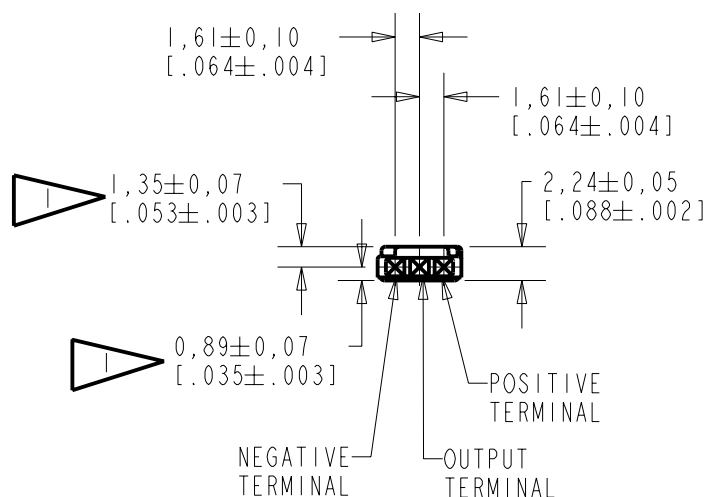 1,61±0,10
[.064±.004]
1,61±0,10
[.064±.004]
1
1,35±0,07
[.053±.003]
2,24±0,05
[.088±.002]
1
0,89±0,07
[.035±.003]
POSITIVE
TERMINAL
NEGATIVE
TERMINAL
OUTPUT
TERMINAL